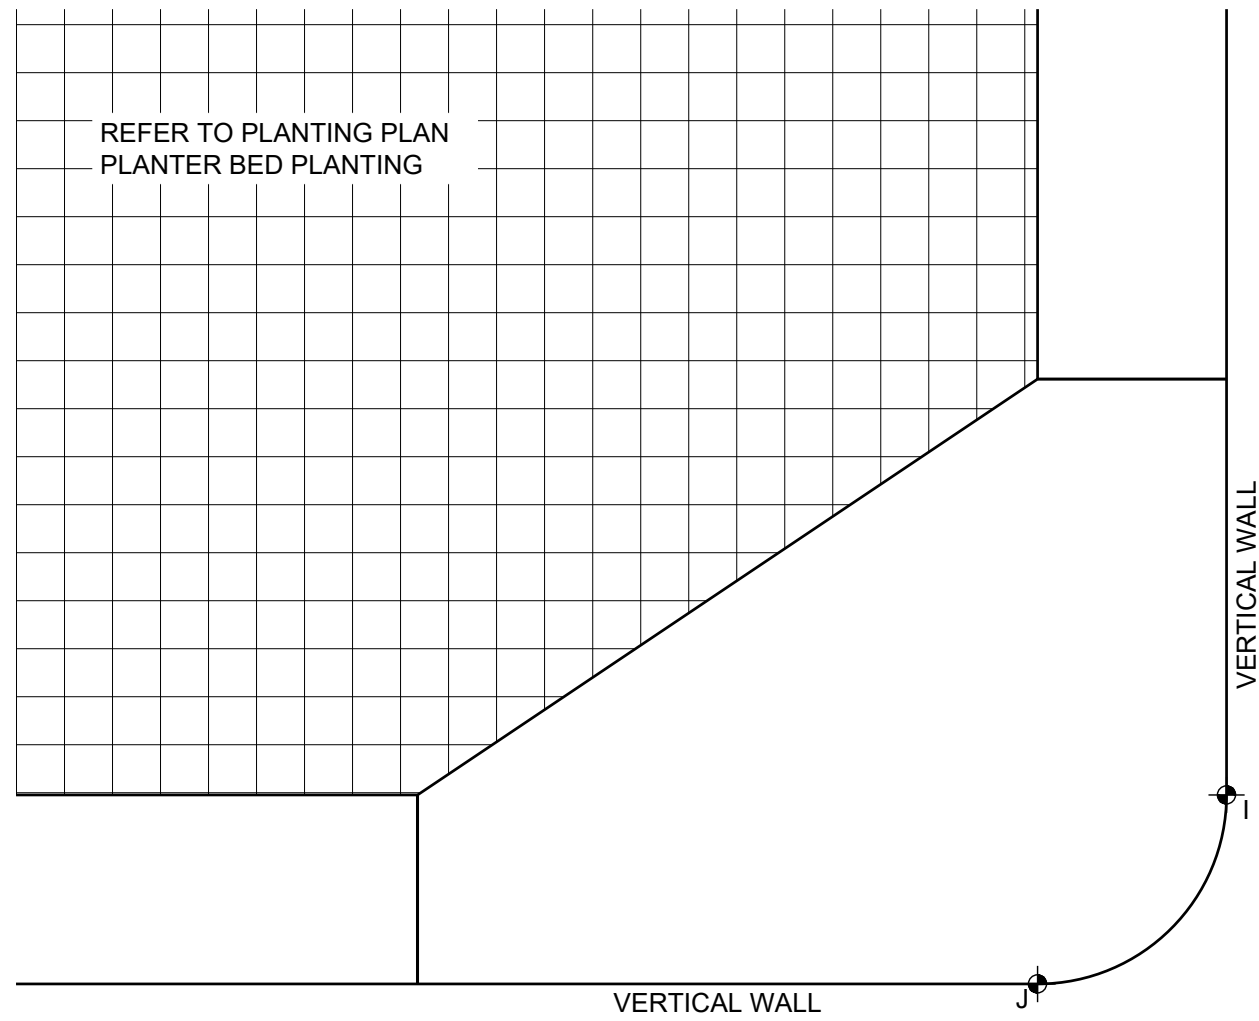 REFER TO PLANTING PLAN
PLANTER BED PLANTING
VERTICAL WALL
I
J
VERTICAL WALL